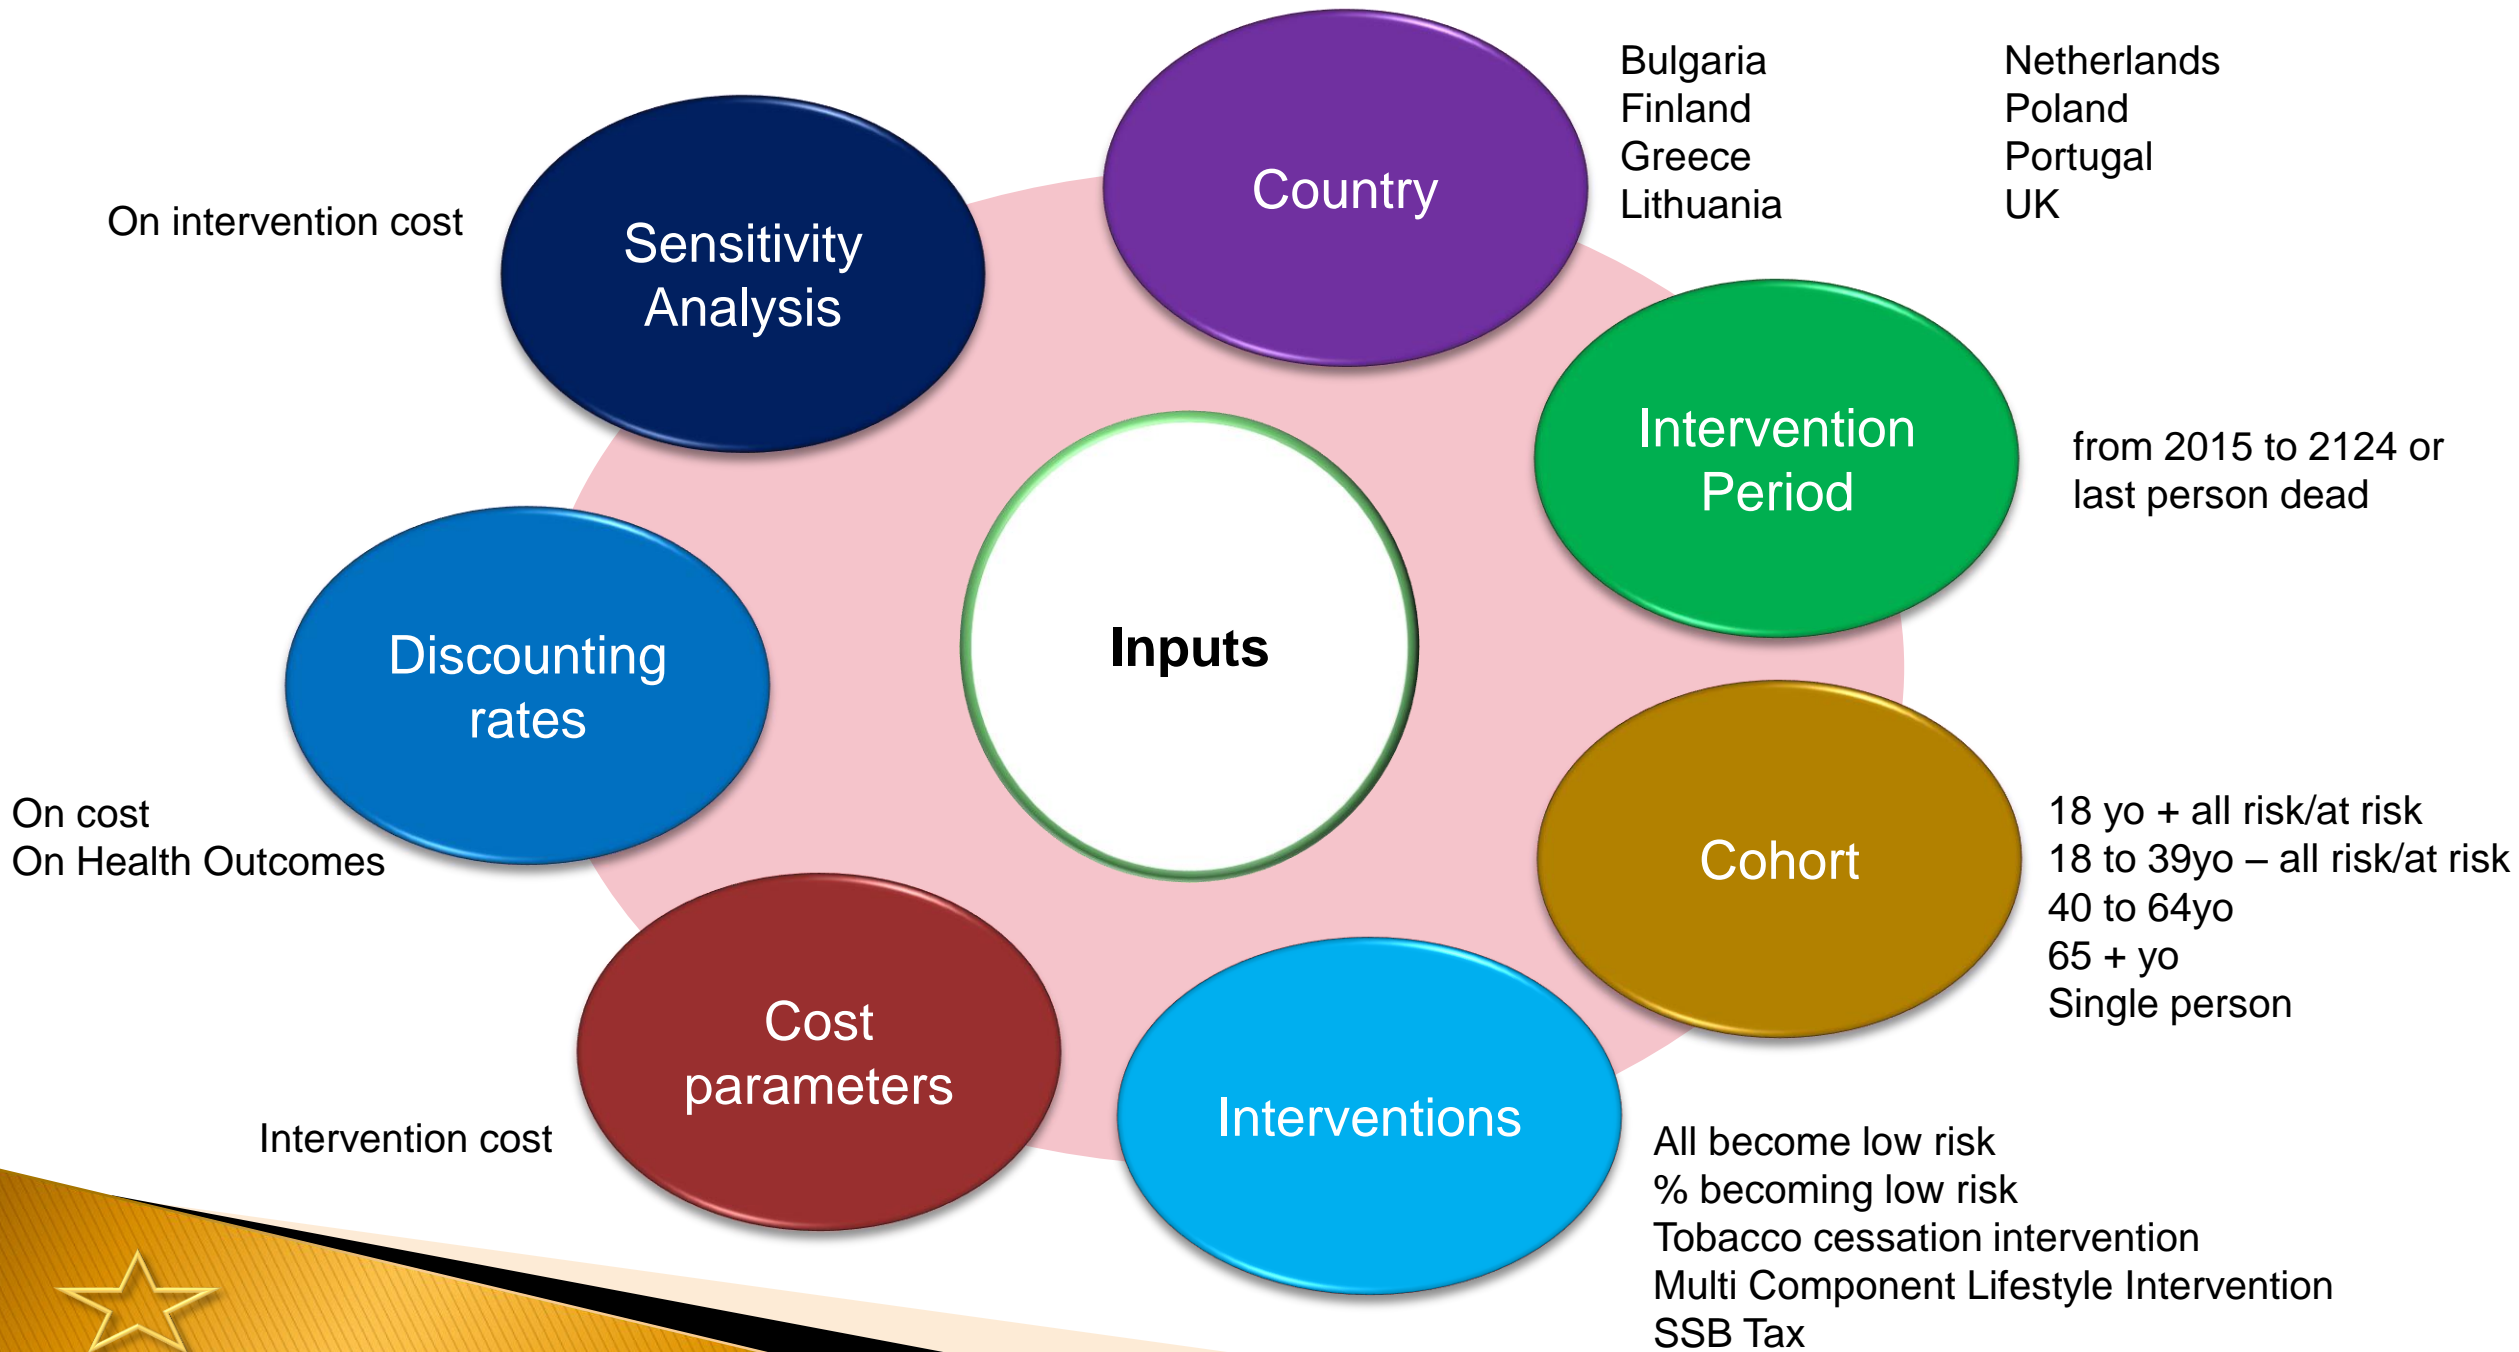 Country
Bulgaria
Finland
Greece
Lithuania
Netherlands
Poland
Portugal
UK
Intervention
Period
from 2015 to 2124 or
last person dead
Cohort
18 yo + all risk/at risk
18 to 39yo – all risk/at risk
40 to 64yo
65 + yo
Single person
Interventions
All become low risk
% becoming low risk
Tobacco cessation intervention
Multi Component Lifestyle Intervention
SSB Tax
Cost
parameters
Intervention cost
Discounting
rates
On cost
On Health Outcomes
Sensitivity
Analysis
On intervention cost
Inputs